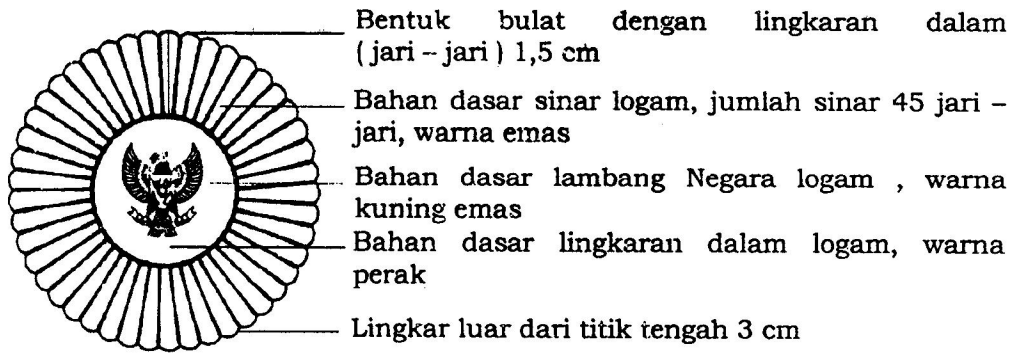 Bentuk bulat dengan lingkaran dalam
( jari – jari ) 1,5 cm
Bahan dasar sinar logam, jumlah sinar 45 jari –
jari, warna emas
Bahan dasar lambang Negara logam , warna
kuning emas
Bahan dasar lingkaran dalam logam, warna
perak
Lingkar luar dari titik tengah 3 cm